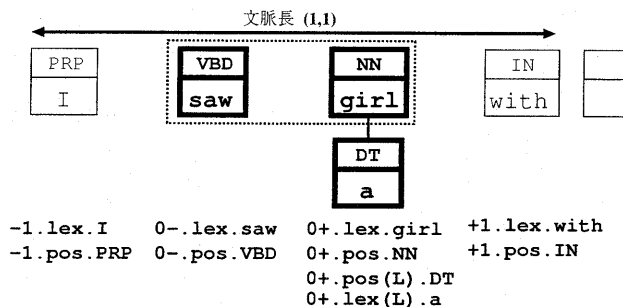 文脈長 (1,1)
PRP VBD NN IN
I saw girl with
DT
a
-1.lex.I 0-.lex.saw 0+.lex.girl +1.lex.with
-1.pos.PRP 0-.pos.VBD 0+.pos.NN +1.pos.IN
0+.pos(L).DT
0+.lex(L).a